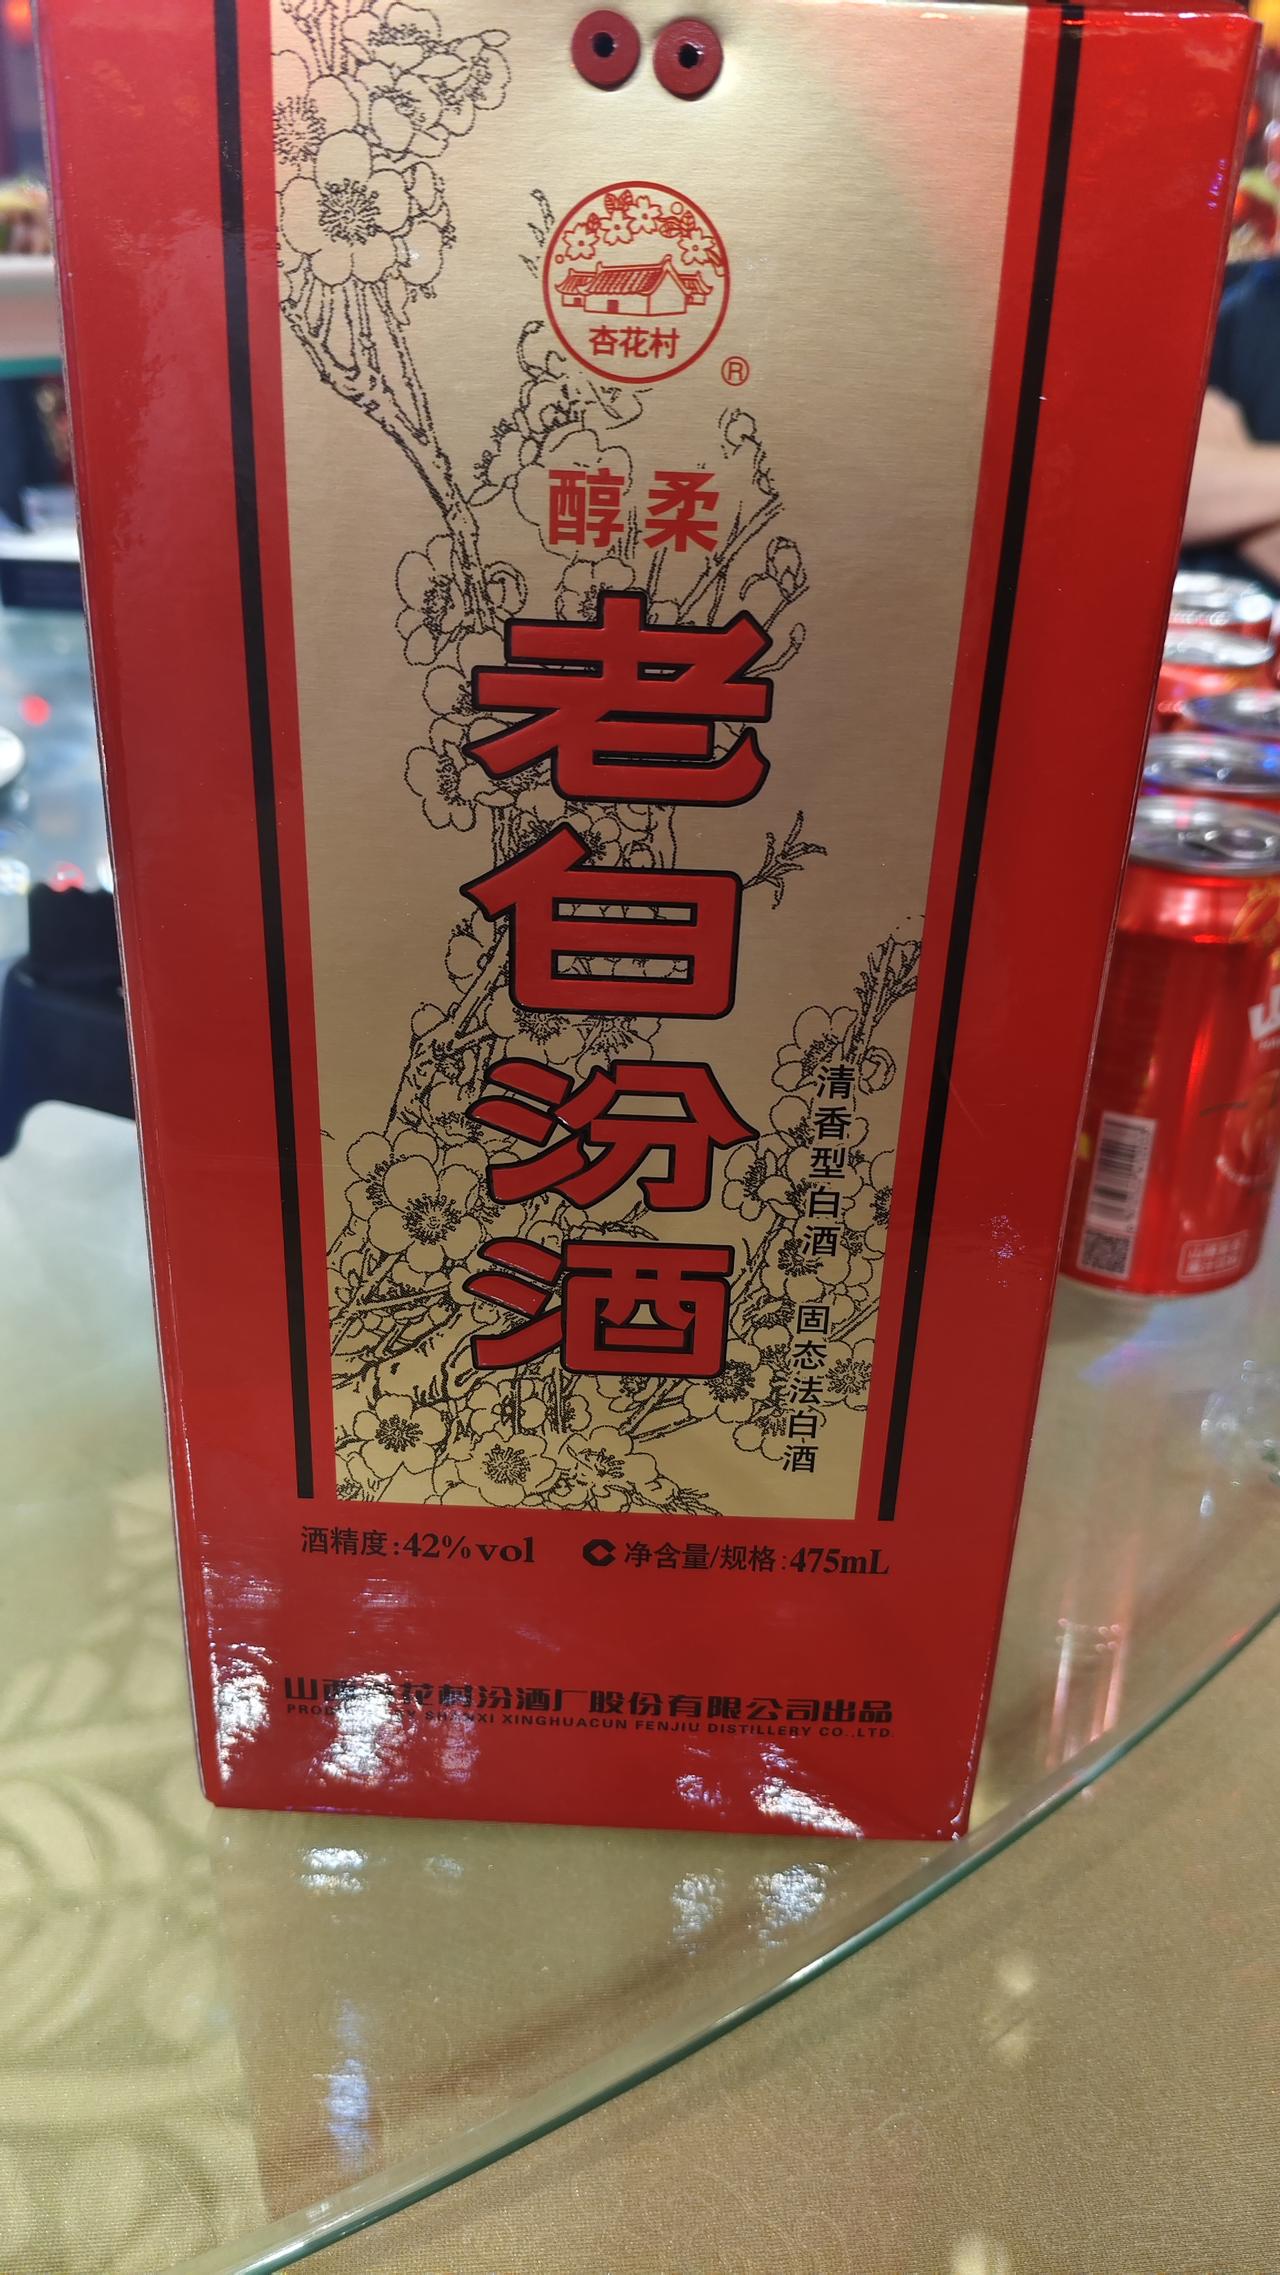 杏花村
®
醇柔
老白汾酒
清香型白酒 固态法白酒
酒精度:42%vol 净含量/规格:475mL
山西杏花村汾酒厂股份有限公司出品
PRODUCED BY SHANXI XINGHUACUN FENJIU DISTILLERY CO.,LTD.